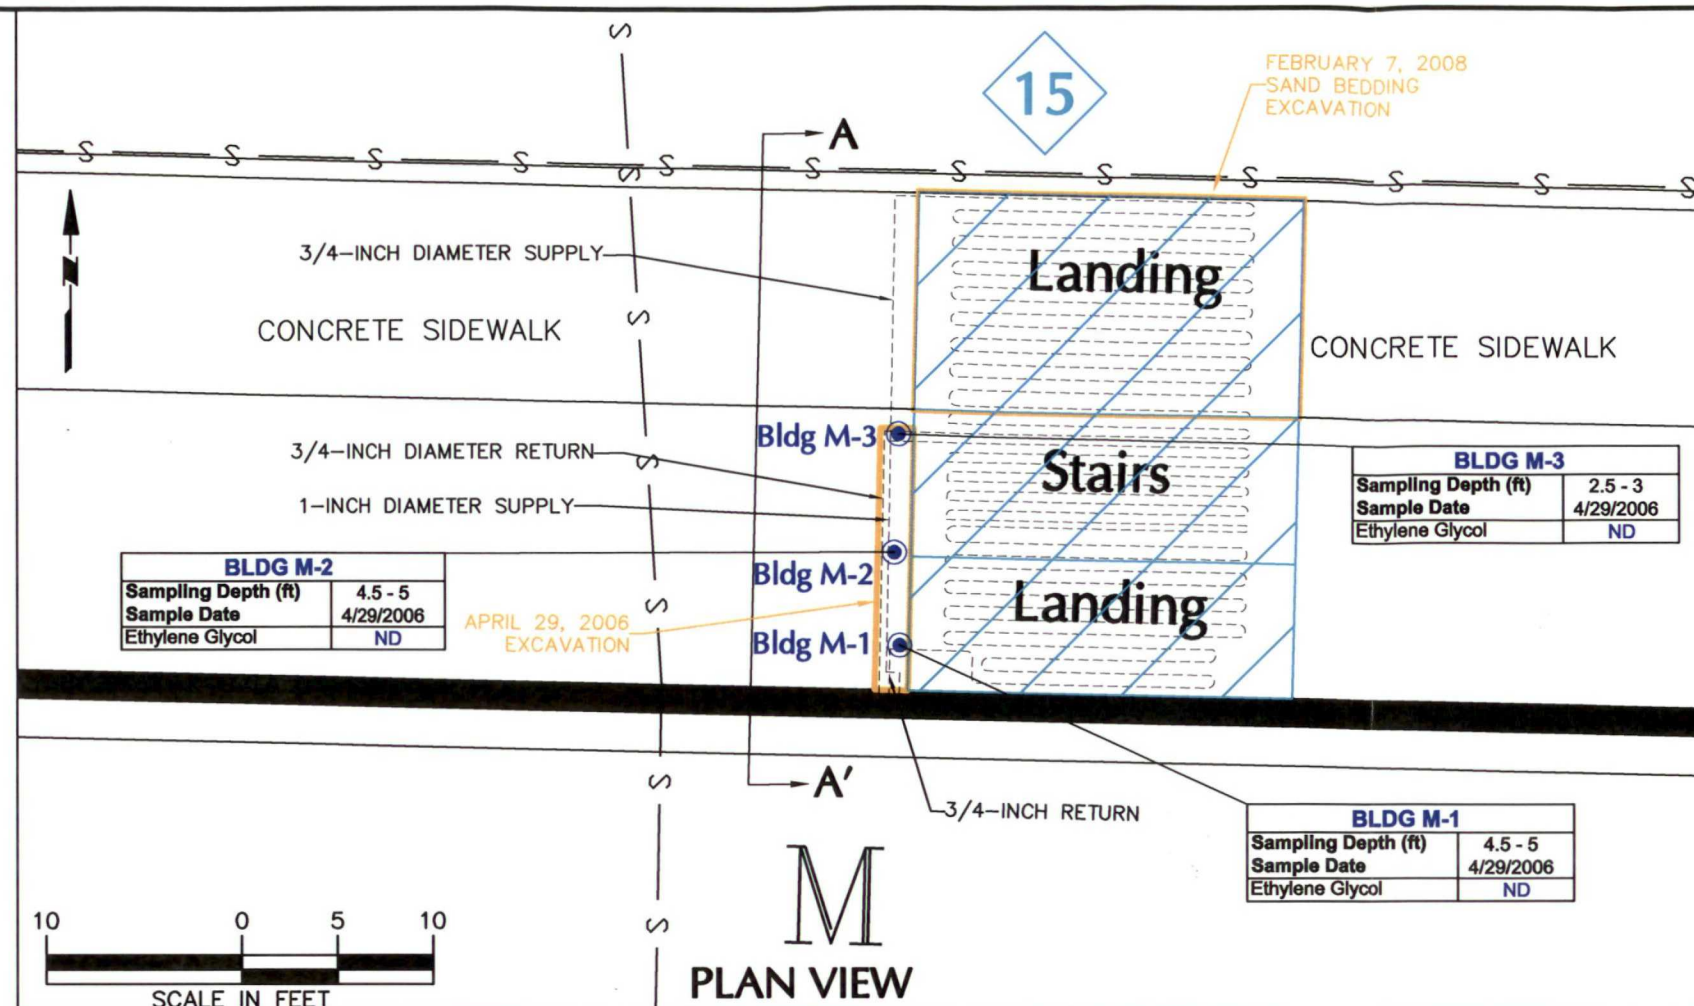 FEBRUARY 7, 2008
SAND BEDDING
EXCAVATION
15
A
S
S
S
S
S
S
S
S
S
S
S
S
S
S
3/4-INCH DIAMETER SUPPLY
Landing
N
S
CONCRETE SIDEWALK
CONCRETE SIDEWALK
Bldg M-3
3/4-INCH DIAMETER RETURN
S
Stairs
1-INCH DIAMETER SUPPLY
BLDG M-3
Sampling Depth (ft) 2.5 - 3
Sample Date 4/29/2006
Ethylene Glycol ND
BLDG M-2
Sampling Depth (ft) 4.5 - 5
Sample Date 4/29/2006
Ethylene Glycol ND
Bldg M-2
Landing
S
APRIL 29, 2006
EXCAVATION
Bldg M-1
S
A'
3/4-INCH RETURN
BLDG M-1
Sampling Depth (ft) 4.5 - 5
Sample Date 4/29/2006
Ethylene Glycol ND
M
S
10 0 5 10
SCALE IN FEET
PLAN VIEW